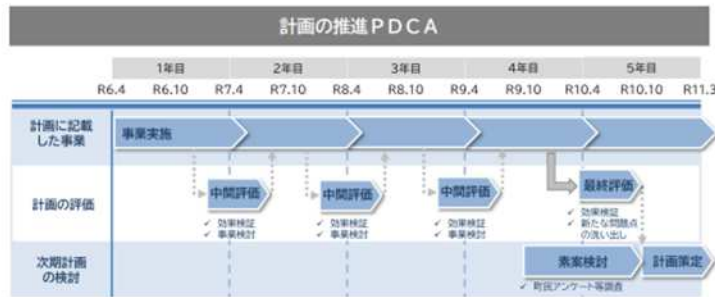 計画の推進PDCA
1年目 2年目 3年目 4年目 5年目
R6.4 R6.10 R7.4 R7.10 R8.4 R8.10 R9.4 R9.10 R10.4 R10.10 R11.3
計画に記載
した事業
事業実施
計画の評価
中間評価 中間評価 中間評価 最終評価
✓ 効果検証
✓ 事業検討
✓ 効果検証
✓ 事業検討
✓ 効果検証
✓ 事業検討
✓ 効果検証
✓ 新たな問題点
の洗い出し
次期計画
の検討
素案検討 計画策定
✓ 町民アンケート等調査